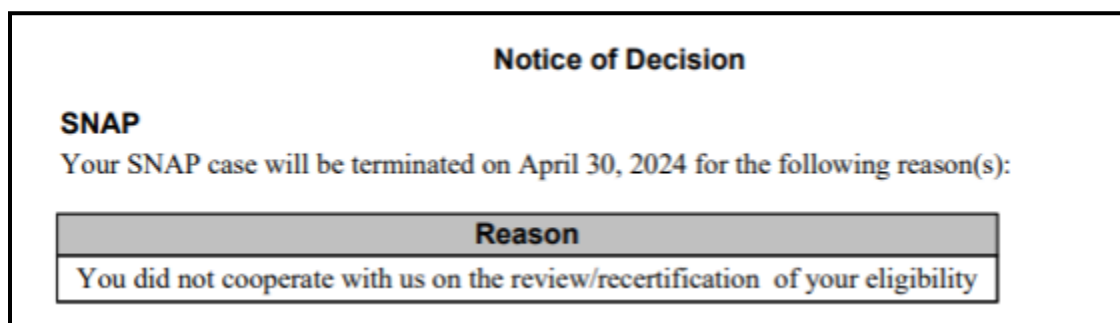 Notice of Decision
SNAP
Your SNAP case will be terminated on April 30, 2024 for the following reason(s):
Reason
You did not cooperate with us on the review/recertification of your eligibility